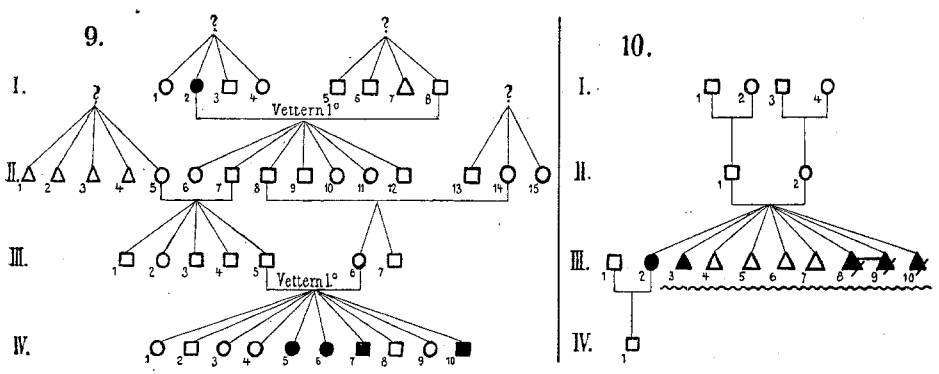 9.
10.
? ?
I. 1 2 3 4 5 6 7 8
Vettern 1°
? ?
I. 1 2 3 4
II. 1 2 3 4 5 6 7 8 9 10 11 12 13 14 15
II. 1 2
III. 1 2 3 4 5 6 7
Vettern 1.°
III. 1 2 3 4 5 6 7 8 9 10
IV. 1 2 3 4 5 6 7 8 9 10
IV. 1